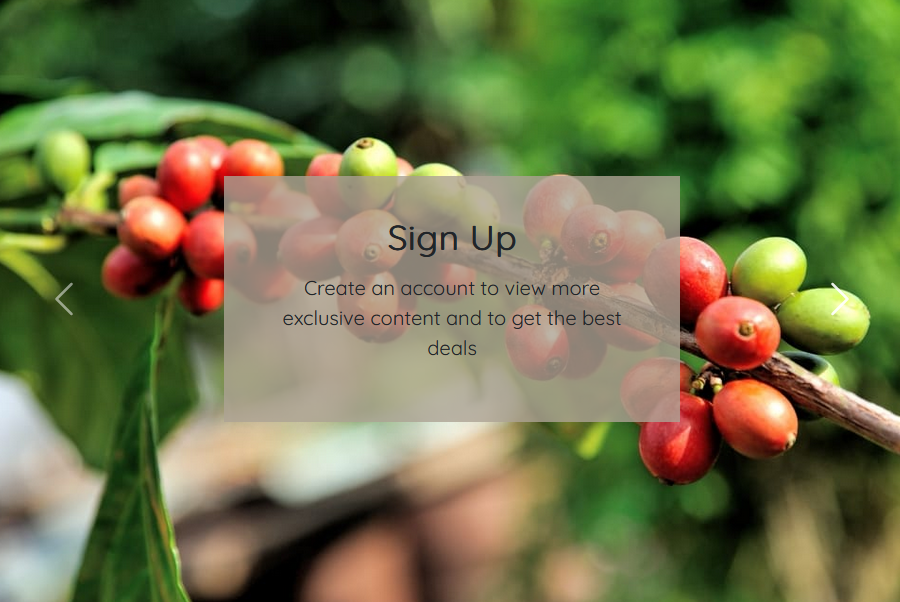 Sign Up
Create an account to view more
exclusive content and to get the best
deals